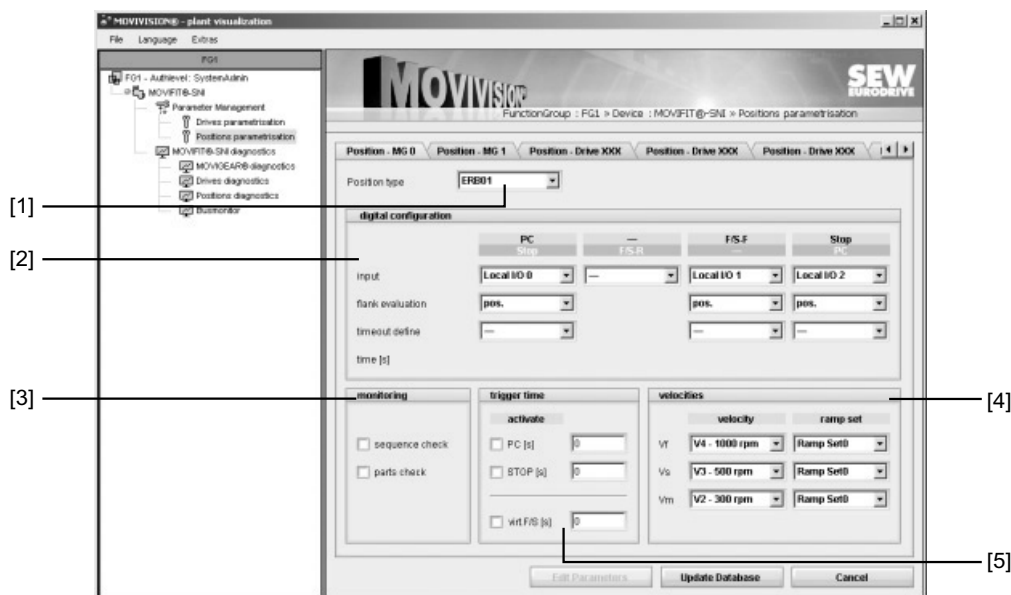 MOVIVISION® - plant visualization
File Language Extras
FG1
FG1 - Authlevel: SystemAdmin
MOVIFIT®-SNI
Parameter Management
Drives parametrisation
Positions parametrisation
MOVIFIT®-SNI diagnostics
MOVIGEAR® diagnostics
Drives diagnostics
Positions diagnostics
Busmonitor
MOVIVISION
SEW
EURODRIVE
FunctionGroup : FG1 » Device : MOVIFIT®-SNI » Positions parametrisation
Position - MG 0 Position - MG 1 Position - Drive XXX Position - Drive XXX Position - Drive XXX
Position type ERB01
[1]
digital configuration
[2]
PC — F/S-F Stop
Stop F/S-R — PC
input Local I/O 0 — Local I/O 1 Local I/O 2
flank evaluation pos. pos. pos.
timeout define — — —
time [s]
[3]
monitoring trigger time velocities
[4]
activate velocity ramp set
sequence check PC [s] 0 Vf V4 - 1000 rpm Ramp Set0
parts check STOP [s] 0 Vs V3 - 500 rpm Ramp Set0
Vm V2 - 300 rpm Ramp Set0
virt F/S [s] 0
[5]
Edit Parameters Update Database Cancel